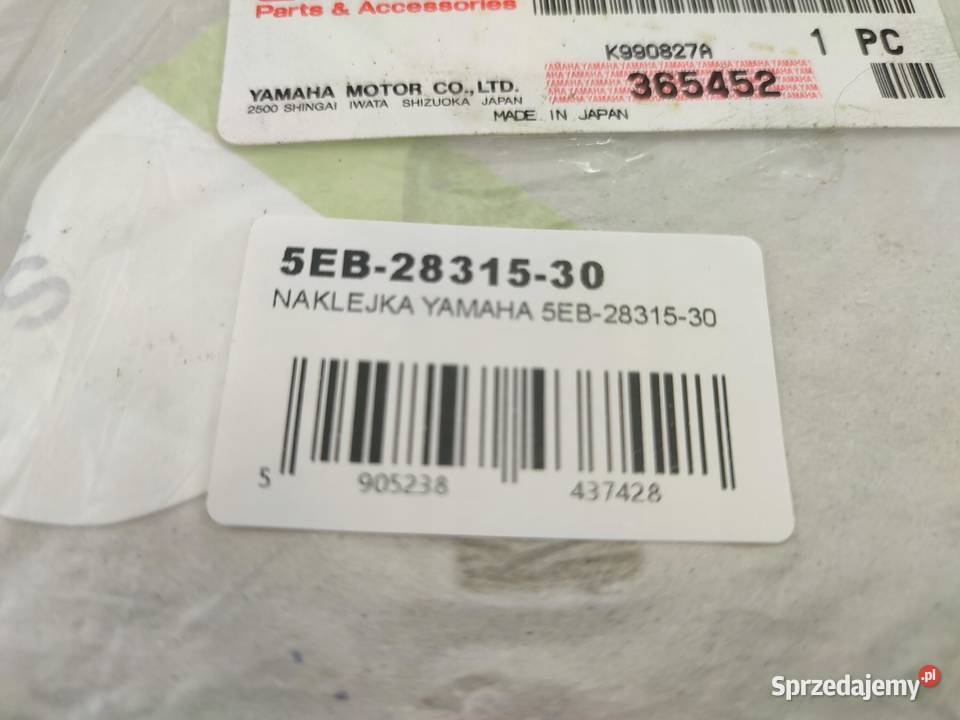 Parts & Accessories
K990827A
1 PC
YAMAHA MOTOR CO.,LTD.
365452
2500 SHINGAI IWATA SHIZUOKA JAPAN
MADE IN JAPAN
S
5EB-28315-30
NAKLEJKA YAMAHA 5EB-28315-30
5 905238 437428
Sprzedajemy.pl